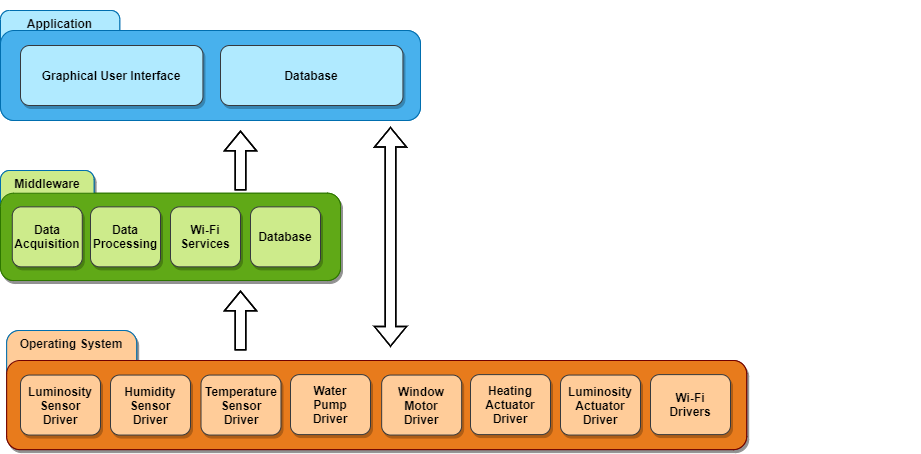 Application
Graphical User Interface
Database
Middleware
Data
Acquisition
Data
Processing
Wi-Fi
Services
Database
Operating System
Luminosity
Sensor
Driver
Humidity
Sensor
Driver
Temperature
Sensor
Driver
Water
Pump
Driver
Window
Motor
Driver
Heating
Actuator
Driver
Luminosity
Actuator
Driver
Wi-Fi
Drivers